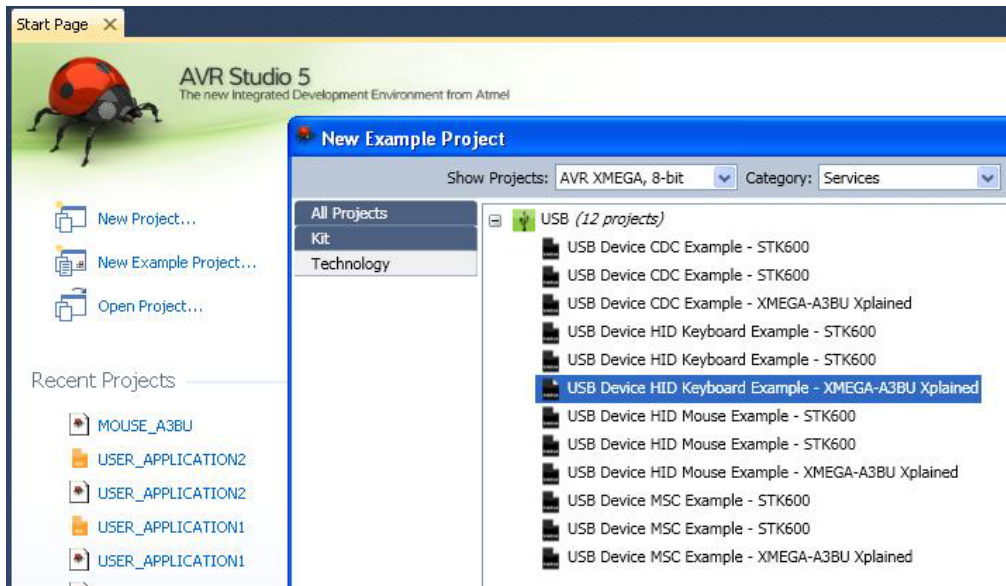 Start Page
AVR Studio 5
The new Integrated Development Environment from Atmel
New Project...
New Example Project...
Open Project...
Recent Projects
MOUSE_A3BU
USER_APPLICATION2
USER_APPLICATION2
USER_APPLICATION1
USER_APPLICATION1
New Example Project
Show Projects: AVR XMEGA, 8-bit Category: Services
All Projects
Kit
Technology
USB (12 projects)
USB Device CDC Example - STK600
USB Device CDC Example - STK600
USB Device CDC Example - XMEGA-A3BU Xplained
USB Device HID Keyboard Example - STK600
USB Device HID Keyboard Example - STK600
USB Device HID Keyboard Example - XMEGA-A3BU Xplained
USB Device HID Mouse Example - STK600
USB Device HID Mouse Example - STK600
USB Device HID Mouse Example - XMEGA-A3BU Xplained
USB Device MSC Example - STK600
USB Device MSC Example - STK600
USB Device MSC Example - XMEGA-A3BU Xplained